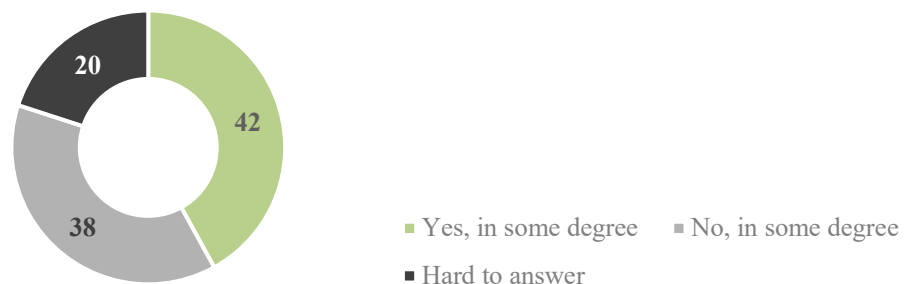 20
42
38
Yes, in some degree
No, in some degree
Hard to answer